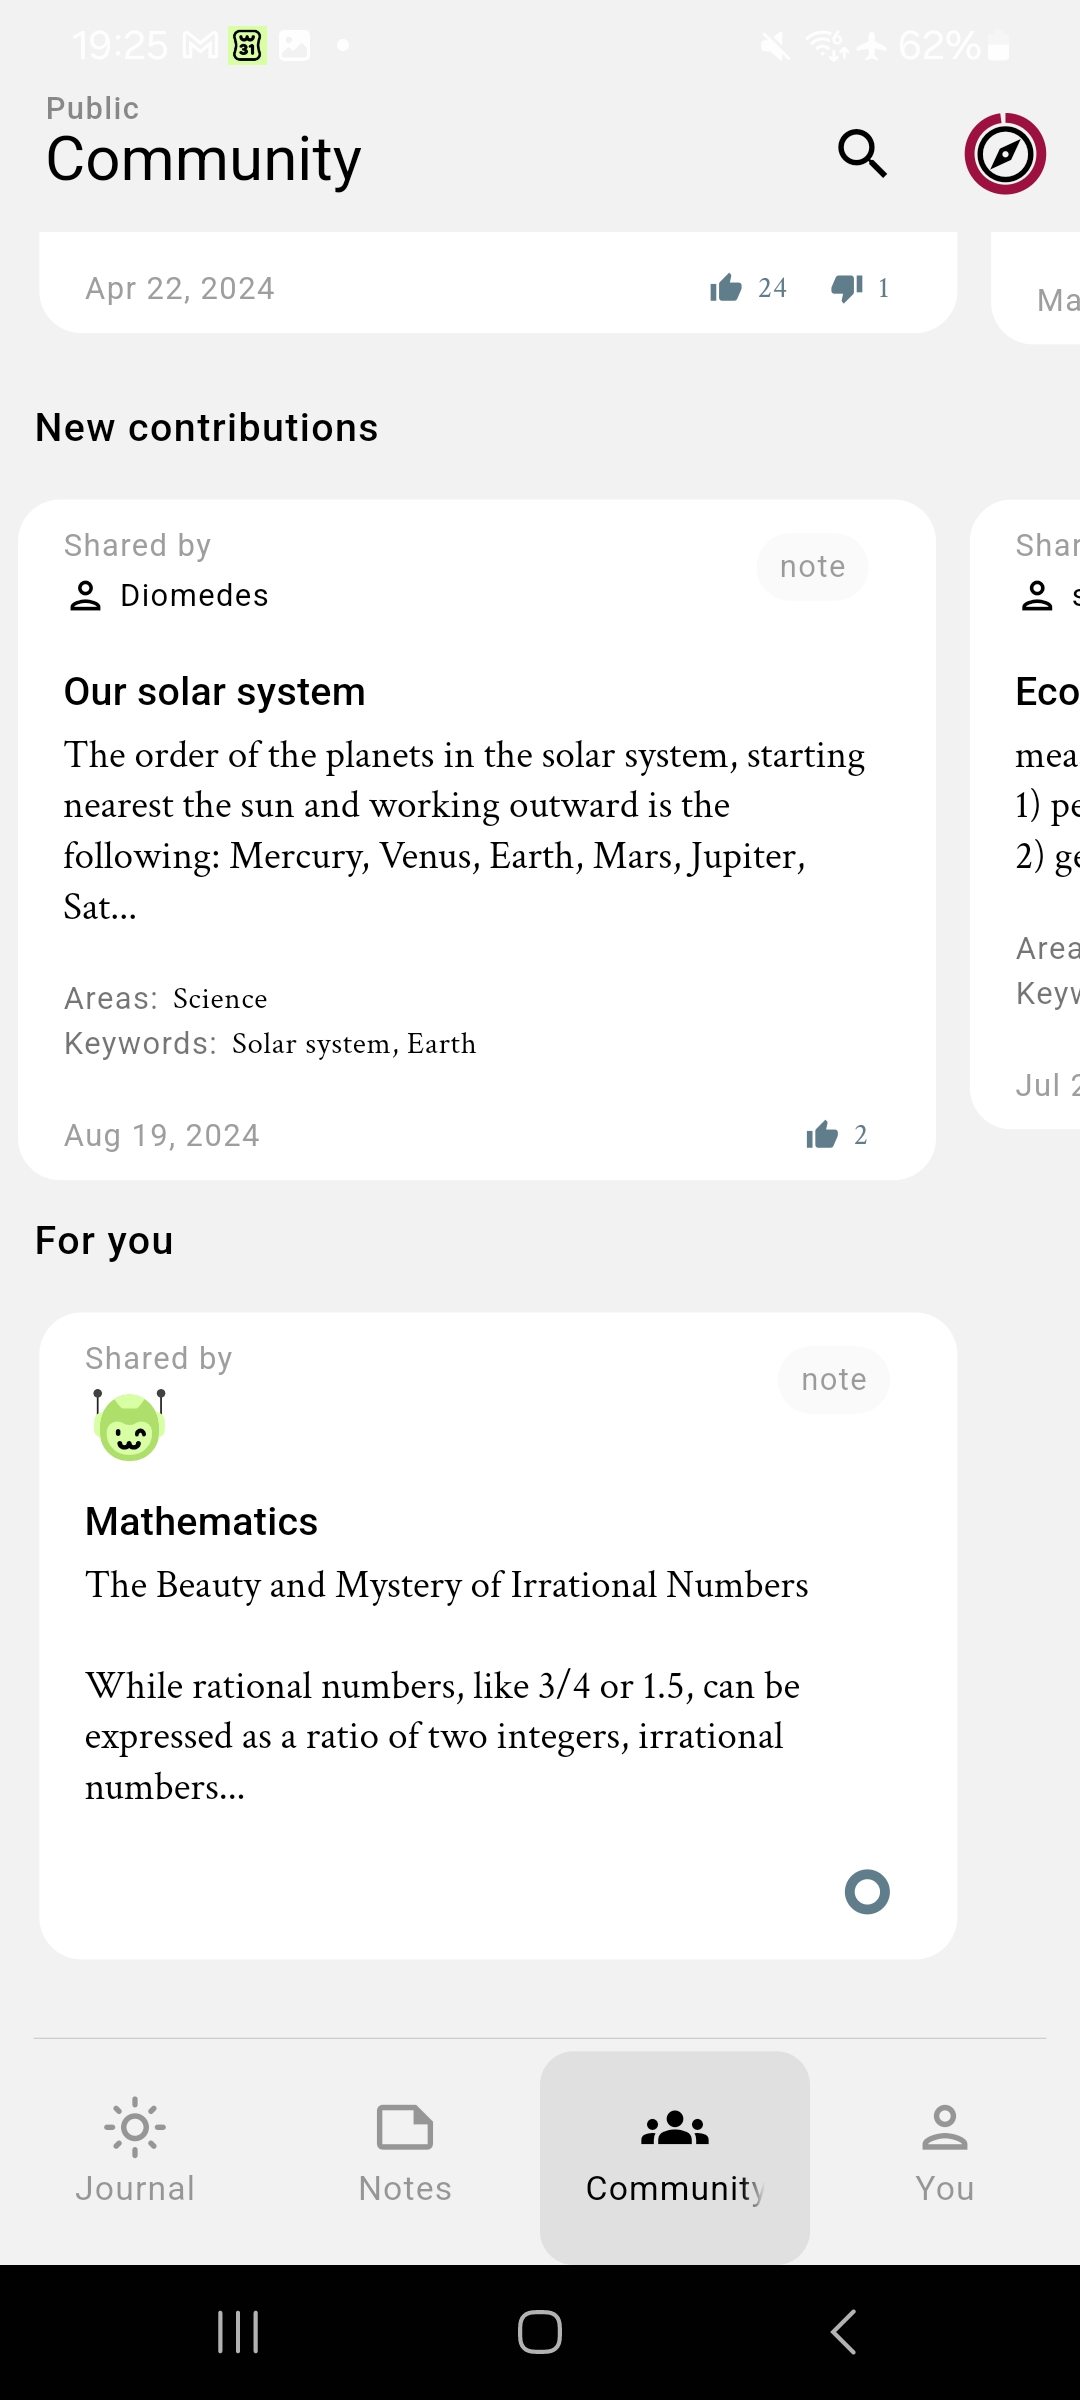 19:25
31
6
62%
Public
Community
Apr 22, 2024
24
1
Ma
New contributions
Shared by
note
Diomedes
Our solar system
The order of the planets in the solar system, starting
nearest the sun and working outward is the
following: Mercury, Venus, Earth, Mars, Jupiter,
Sat...
Areas: Science
Keywords: Solar system, Earth
Aug 19, 2024
2
Shar
s
Eco
mea
1) pe
2) ge
Area
Keyw
Jul 2
For you
Shared by
note
Mathematics
The Beauty and Mystery of Irrational Numbers
While rational numbers, like 3/4 or 1.5, can be
expressed as a ratio of two integers, irrational
numbers...
Journal
Notes
Community
You